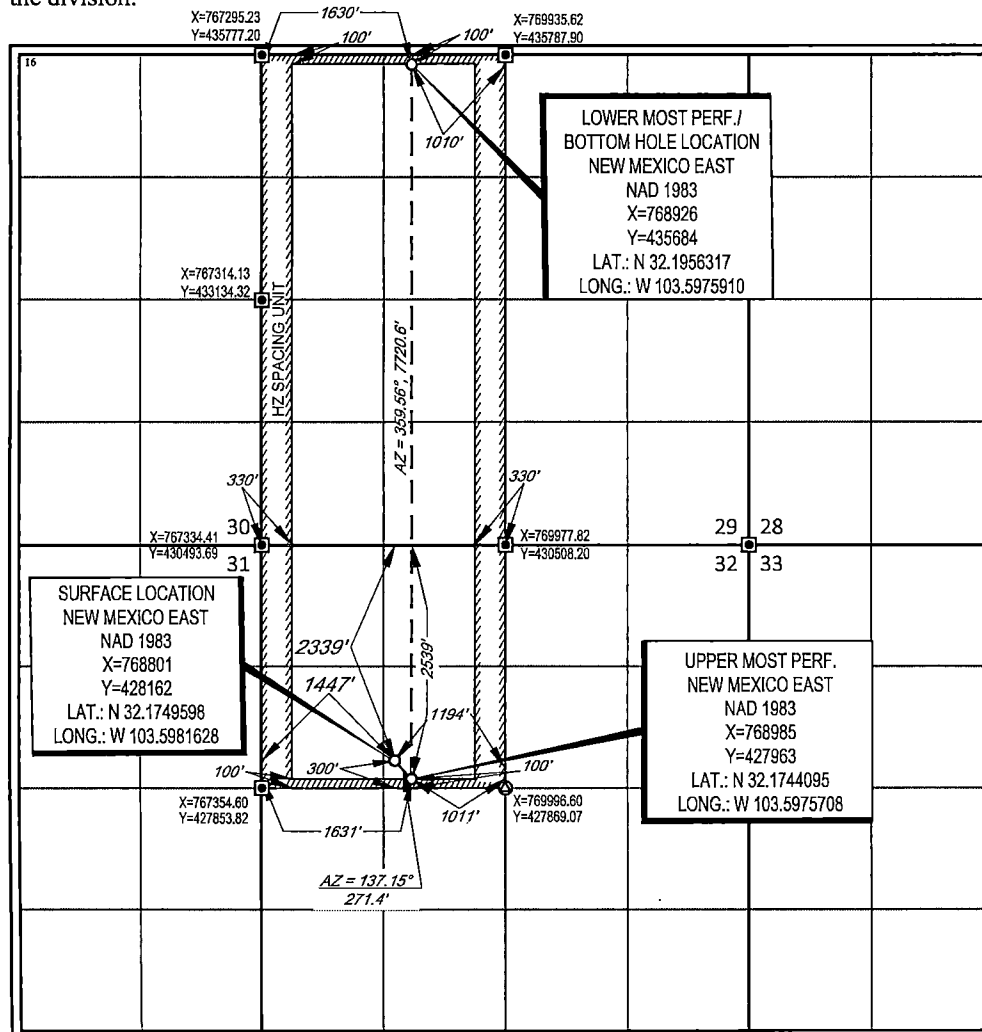 the division.
X=767295.23
Y=435777.20
1630'
X=769935.62
Y=435787.90
100'
100'
16
100'
1010'
LOWER MOST PERF./
BOTTOM HOLE LOCATION
NEW MEXICO EAST
NAD 1983
X=768926
Y=435684
LAT.: N 32.1956317
LONG.: W 103.5975910
X=767314.13
Y=433134.32
HZ SPACING UNIT
AZ = 359.56°, 7720.6'
330'
330'
30
X=767334.41
Y=430493.69
31
X=769977.82
Y=430508.20
29 28
32 33
SURFACE LOCATION
NEW MEXICO EAST
NAD 1983
X=768801
Y=428162
LAT.: N 32.1749598
LONG.: W 103.5981628
2339'
2539'
1447'
1194'
UPPER MOST PERF.
NEW MEXICO EAST
NAD 1983
X=768985
Y=427963
LAT.: N 32.1744095
LONG.: W 103.5975708
100'
300'
100'
X=767354.60
Y=427853.82
1631'
1011'
X=769996.60
Y=427869.07
AZ = 137.15°
271.4'